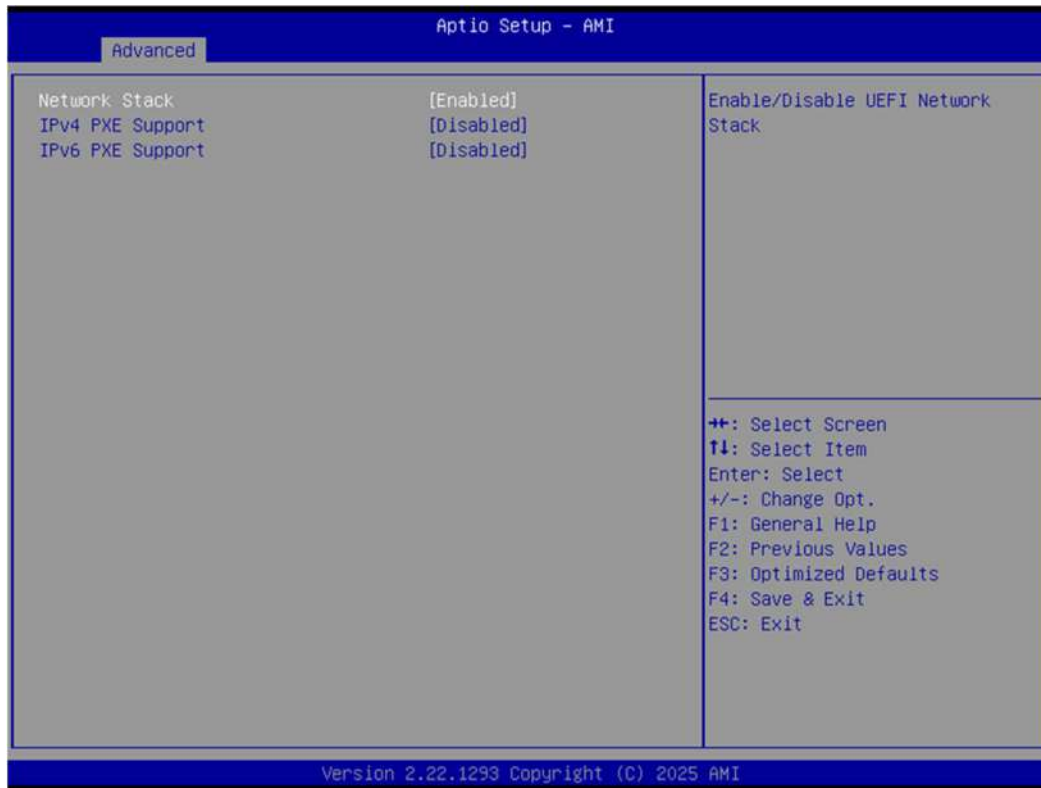 Aptio Setup - AMI
Advanced
Network Stack [Enabled]
IPv4 PXE Support [Disabled]
IPv6 PXE Support [Disabled]
Enable/Disable UEFI Network
Stack
→←: Select Screen
↑↓: Select Item
Enter: Select
+/-: Change Opt.
F1: General Help
F2: Previous Values
F3: Optimized Defaults
F4: Save & Exit
ESC: Exit
Version 2.22.1293 Copyright (C) 2025 AMI